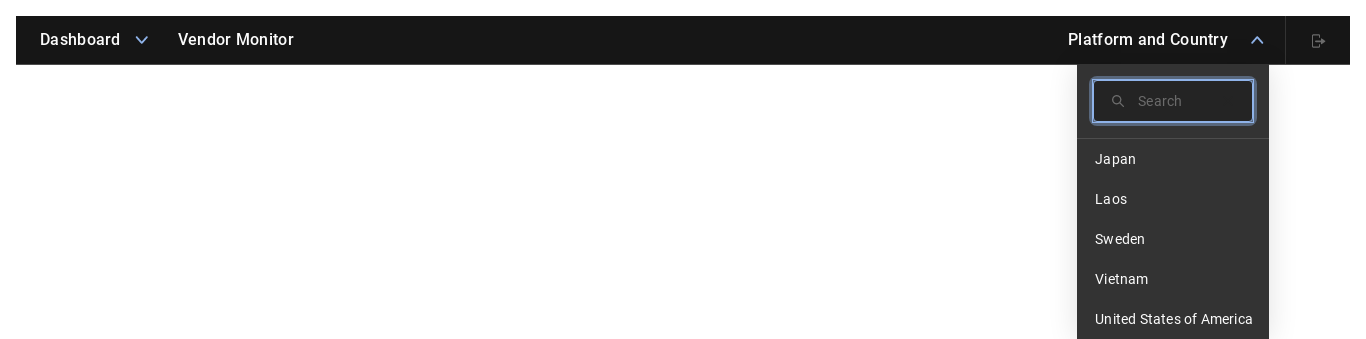 Dashboard Vendor Monitor Platform and Country
Search
Japan
Laos
Sweden
Vietnam
United States of America